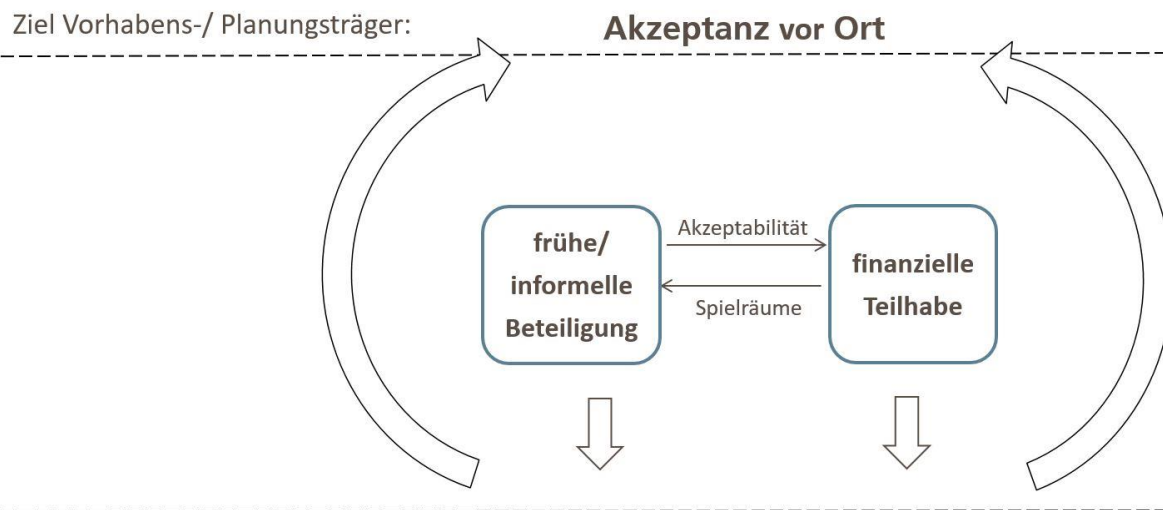 Ziel Vorhabens-/ Planungsträger:
Akzeptanz vor Ort
frühe/
informelle
Beteiligung
Akzeptabilität
Spielräume
finanzielle
Teilhabe